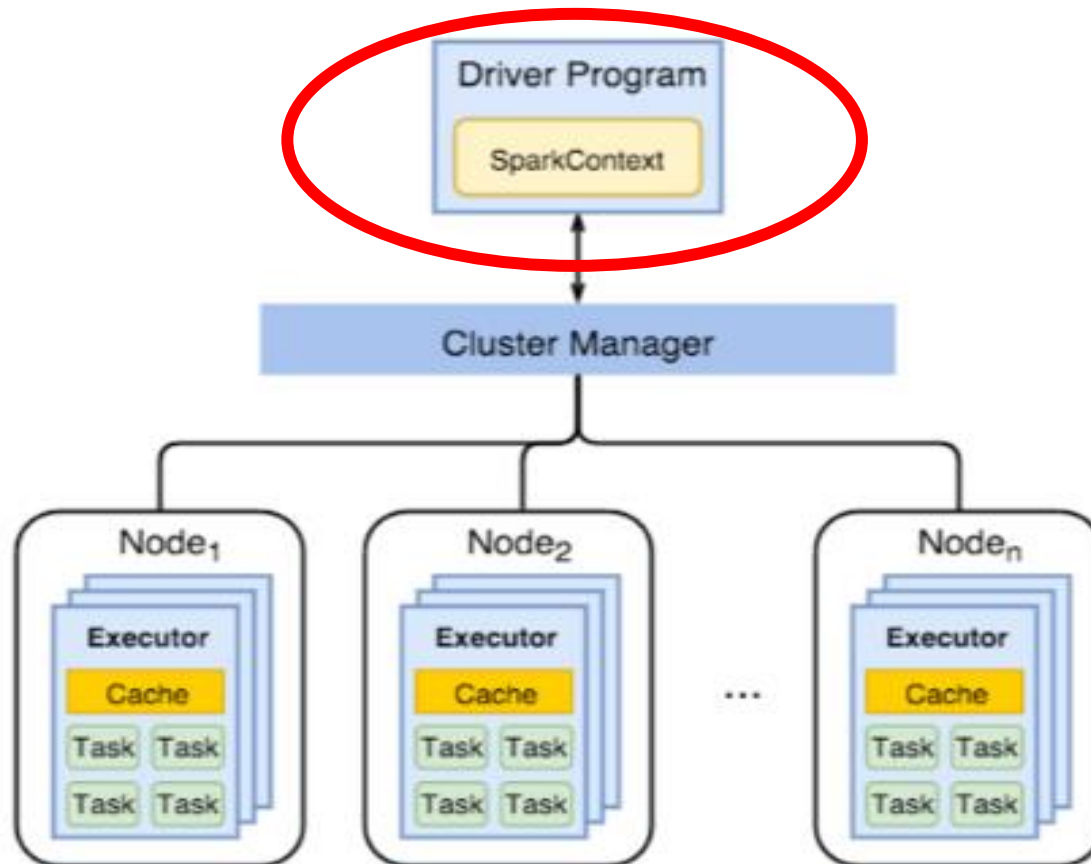 Driver Program
SparkContext
Cluster Manager
Node₁
Executor
Cache
Task Task
Task Task
Node₂
Executor
Cache
Task Task
Task Task
...
Nodeₙ
Executor
Cache
Task Task
Task Task